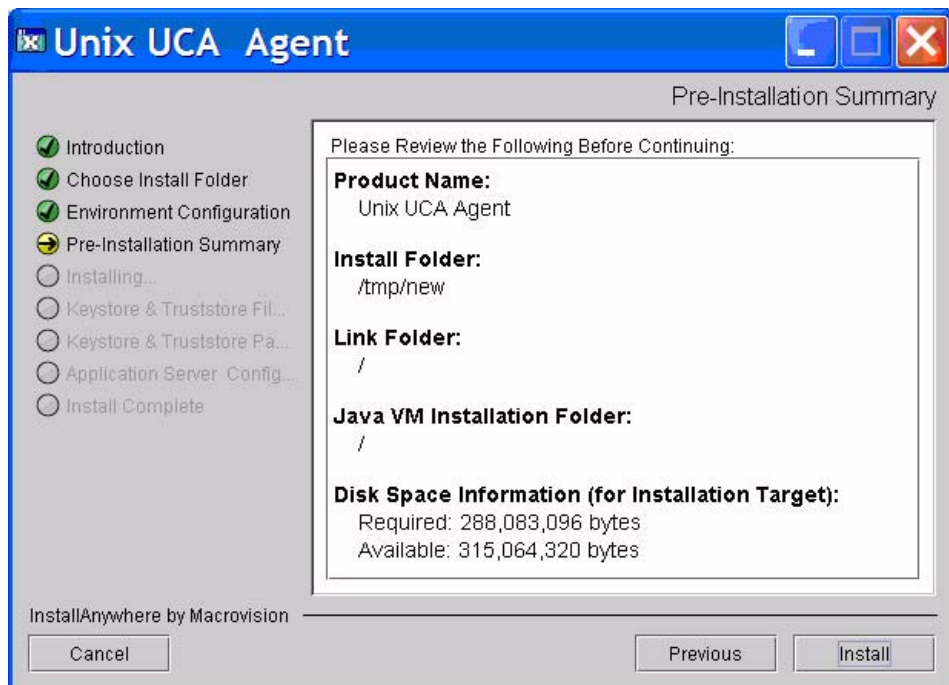 Unix UCA  Agent
Pre-Installation Summary
Introduction
Choose Install Folder
Environment Configuration
Pre-Installation Summary
Installing...
Keystore & Truststore Fil...
Keystore & Truststore Pa...
Application Server  Config...
Install Complete
Please Review the Following Before Continuing:
Product Name:
Unix UCA Agent
Install Folder:
/tmp/new
Link Folder:
/
Java VM Installation Folder:
/
Disk Space Information (for Installation Target):
Required: 288,083,096 bytes
Available: 315,064,320 bytes
InstallAnywhere by Macrovision
Cancel
Previous
Install